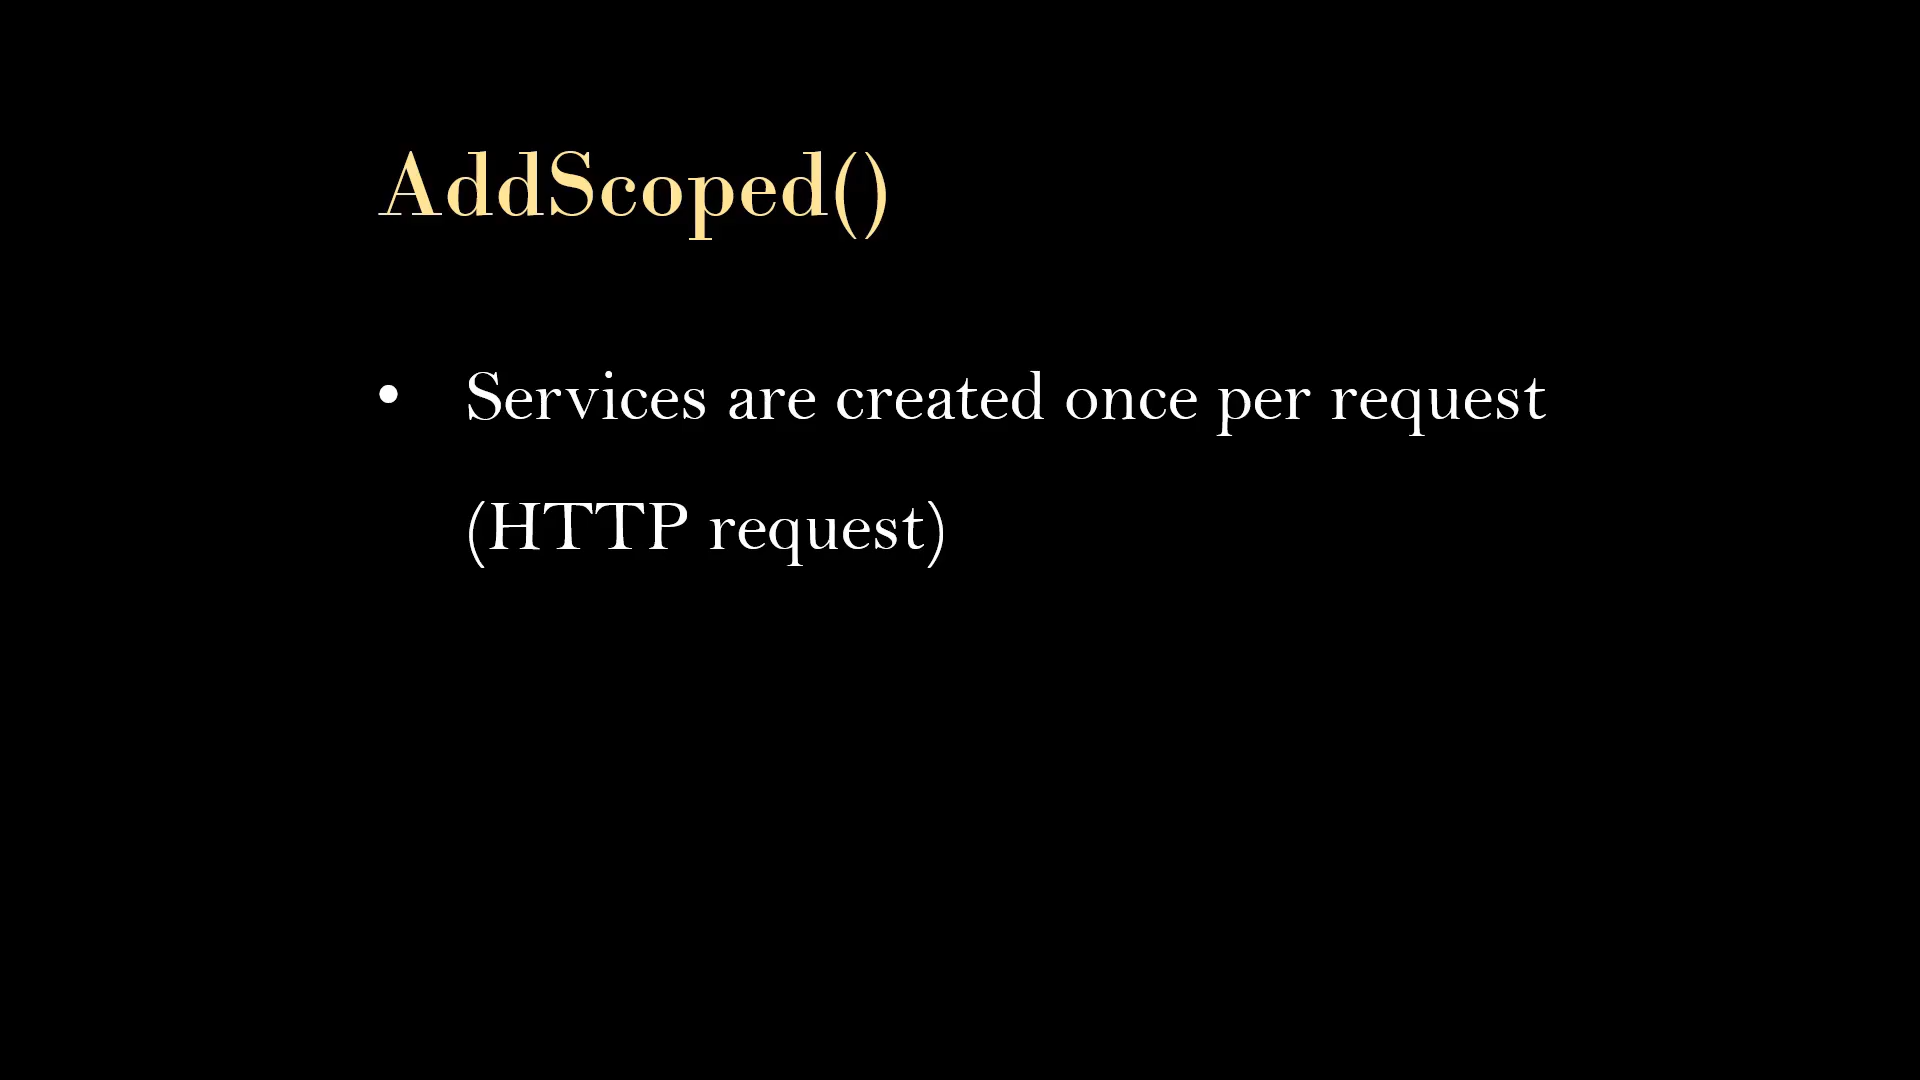 AddScoped()
• Services are created once per request
(HTTP request)